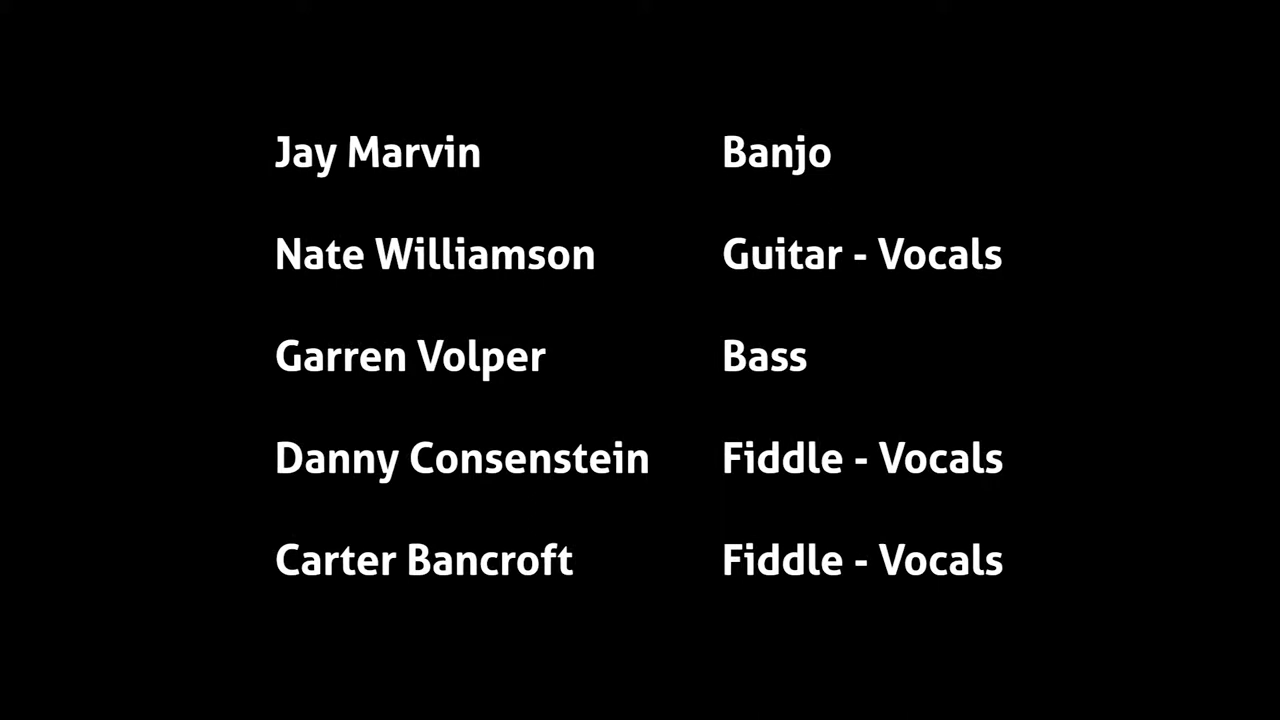 Jay Marvin Banjo
Nate Williamson Guitar - Vocals
Garren Volper Bass
Danny Consenstein Fiddle - Vocals
Carter Bancroft Fiddle - Vocals